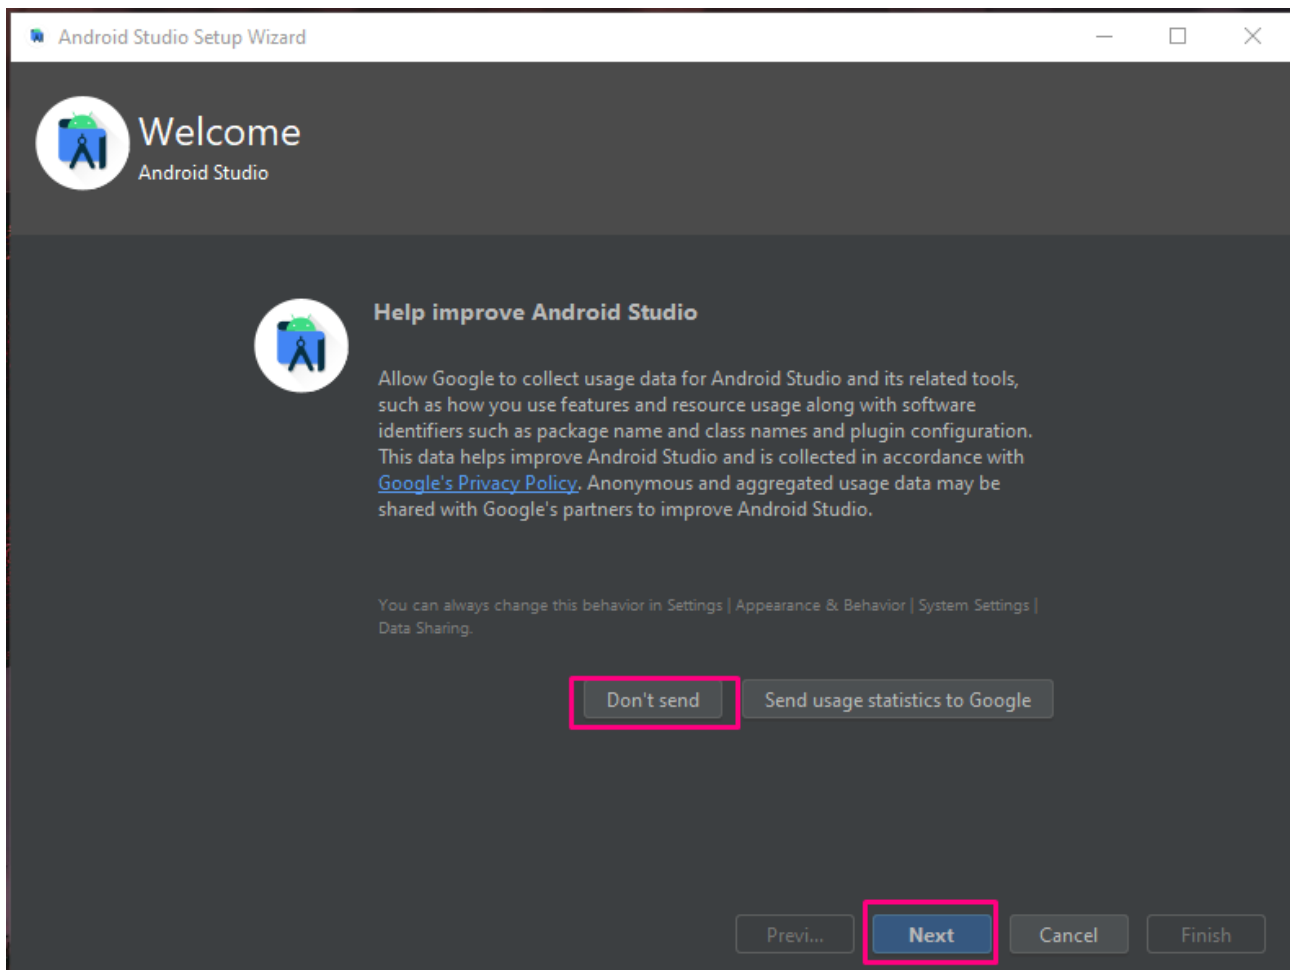 Android Studio Setup Wizard
Welcome
Android Studio
Help improve Android Studio
Allow Google to collect usage data for Android Studio and its related tools,
such as how you use features and resource usage along with software
identifiers such as package name and class names and plugin configuration.
This data helps improve Android Studio and is collected in accordance with
Google's Privacy Policy. Anonymous and aggregated usage data may be
shared with Google's partners to improve Android Studio.
You can always change this behavior in Settings | Appearance & Behavior | System Settings |
Data Sharing.
Don't send Send usage statistics to Google
Previ... Next Cancel Finish